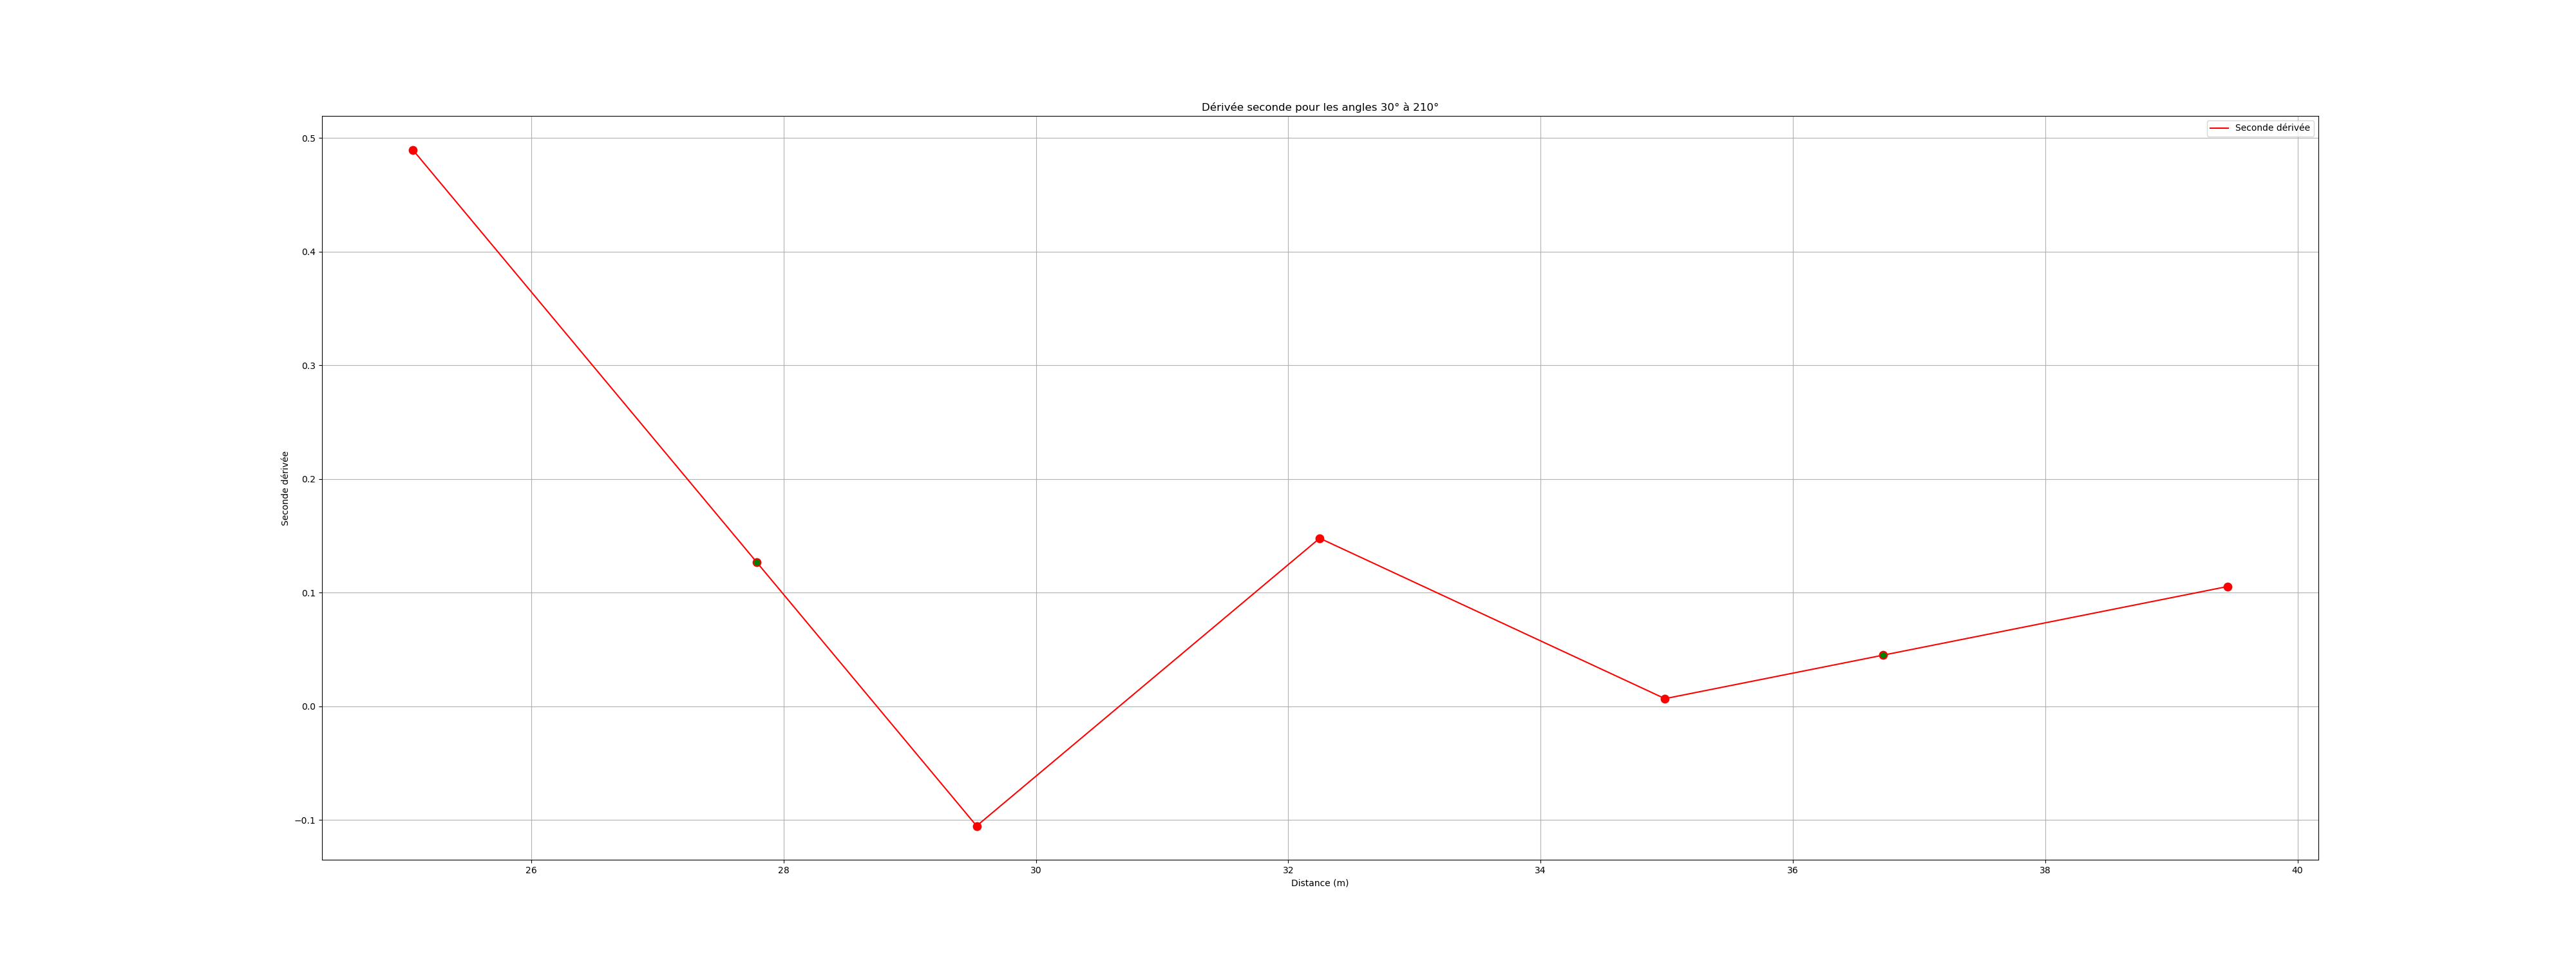 Dérivée seconde pour les angles 30° à 210°
Seconde dérivée
0.5
0.4
0.3
0.2
0.1
0.0
−0.1
Seconde dérivée
26 28 30 32 34 36 38 40
Distance (m)